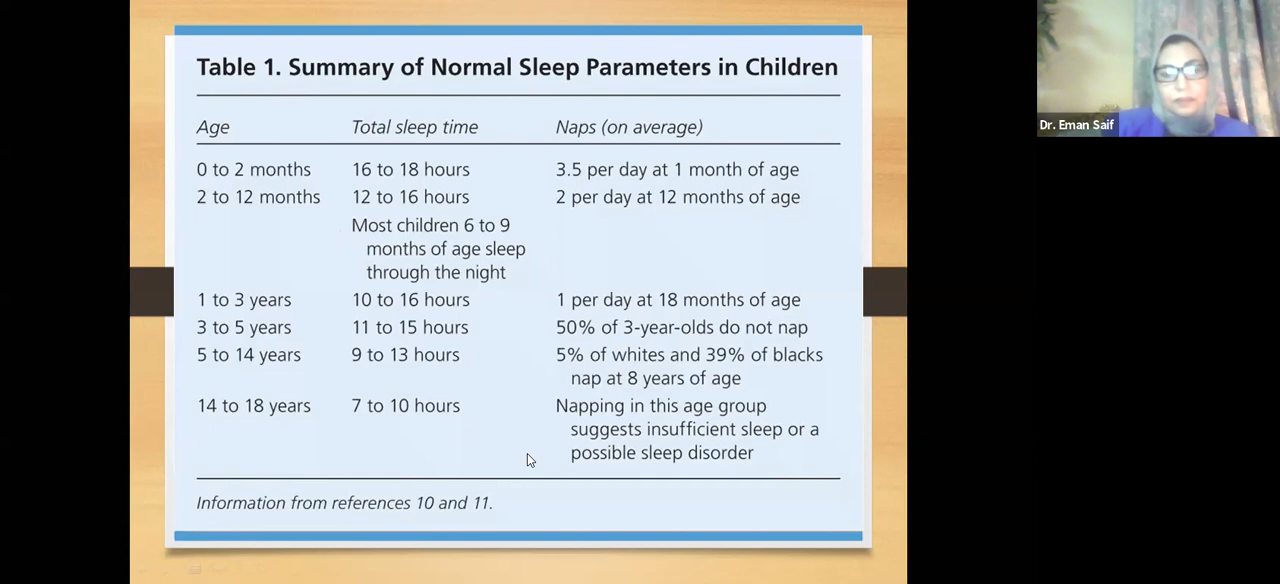 Table 1. Summary of Normal Sleep Parameters in Children
Age Total sleep time Naps (on average)
0 to 2 months 16 to 18 hours 3.5 per day at 1 month of age
2 to 12 months 12 to 16 hours 2 per day at 12 months of age
Most children 6 to 9
months of age sleep
through the night
1 to 3 years 10 to 16 hours 1 per day at 18 months of age
3 to 5 years 11 to 15 hours 50% of 3-year-olds do not nap
5 to 14 years 9 to 13 hours 5% of whites and 39% of blacks
nap at 8 years of age
14 to 18 years 7 to 10 hours Napping in this age group
suggests insufficient sleep or a
possible sleep disorder
Information from references 10 and 11.
Dr. Eman Saif